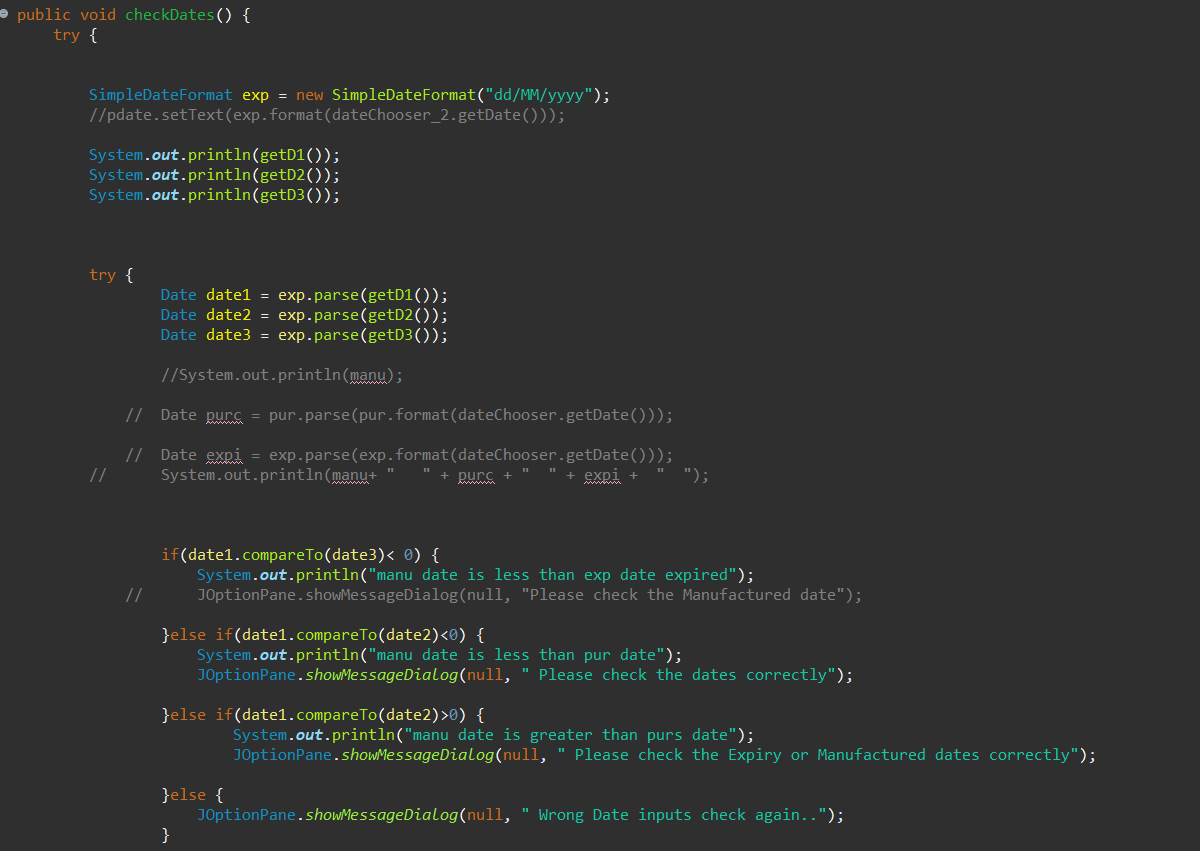 public void checkDates() {
    try {
        SimpleDateFormat exp = new SimpleDateFormat("dd/MM/yyyy");
        //pdate.setText(exp.format(dateChooser_2.getDate()));
        System.out.println(getD1());
        System.out.println(getD2());
        System.out.println(getD3());
        try {
                Date date1 = exp.parse(getD1());
                Date date2 = exp.parse(getD2());
                Date date3 = exp.parse(getD3());
                //System.out.println(manu);
            //  Date purc = pur.parse(pur.format(dateChooser.getDate()));
            //  Date expi = exp.parse(exp.format(dateChooser.getDate()));
        //      System.out.println(manu+ "   " + purc + "  " + expi +  "  ");
                if(date1.compareTo(date3)< 0) {
                    System.out.println("manu date is less than exp date expired");
            //      JOptionPane.showMessageDialog(null, "Please check the Manufactured date");
                }else if(date1.compareTo(date2)<0) {
                    System.out.println("manu date is less than pur date");
                    JOptionPane.showMessageDialog(null, " Please check the dates correctly");
                }else if(date1.compareTo(date2)>0) {
                        System.out.println("manu date is greater than purs date");
                        JOptionPane.showMessageDialog(null, " Please check the Expiry or Manufactured dates correctly");
                }else {
                    JOptionPane.showMessageDialog(null, " Wrong Date inputs check again..");
                }